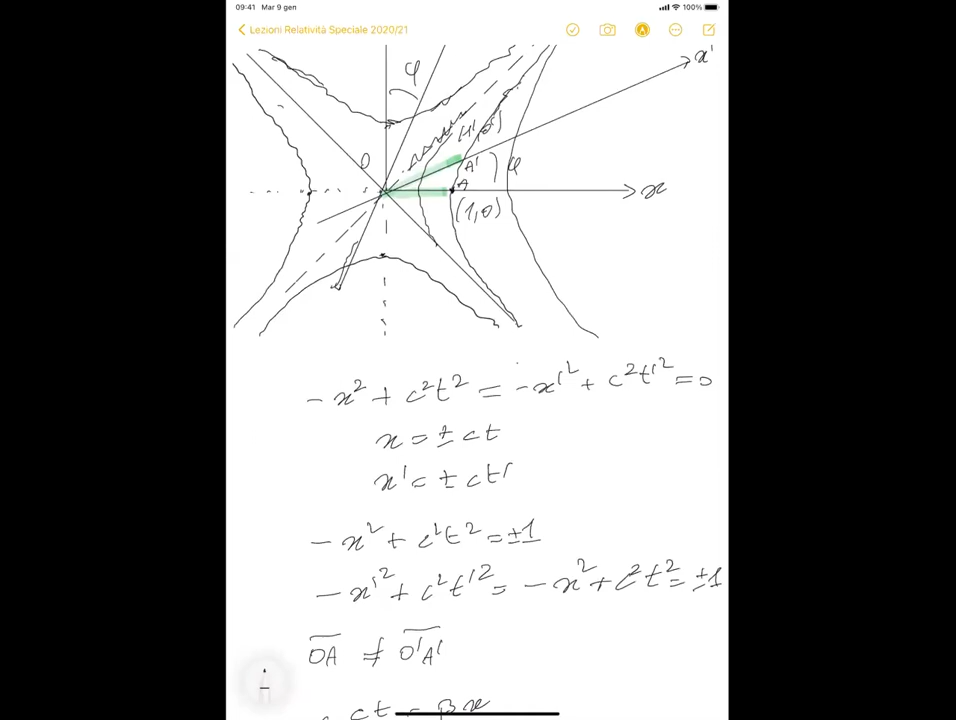 09:41 Mar 9 gen
100%
Lezioni Relatività Speciale 2020/21
φ
x'
O
A' φ
A
x
(1,0)
-x² + c²t² = -x'² + c²t'² = 0
x = ± ct
x' = ± ct'
-x² + c²t² = ±1
-x'² + c²t'² = -x² + c²t² = ±1
OA ≠ O'A'
ct = βx